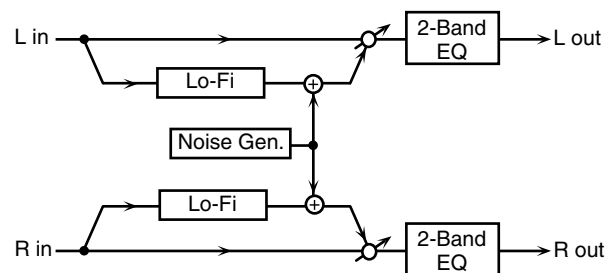 L in
2-Band
EQ
L out
Lo-Fi
Noise Gen.
Lo-Fi
R in
2-Band
EQ
R out